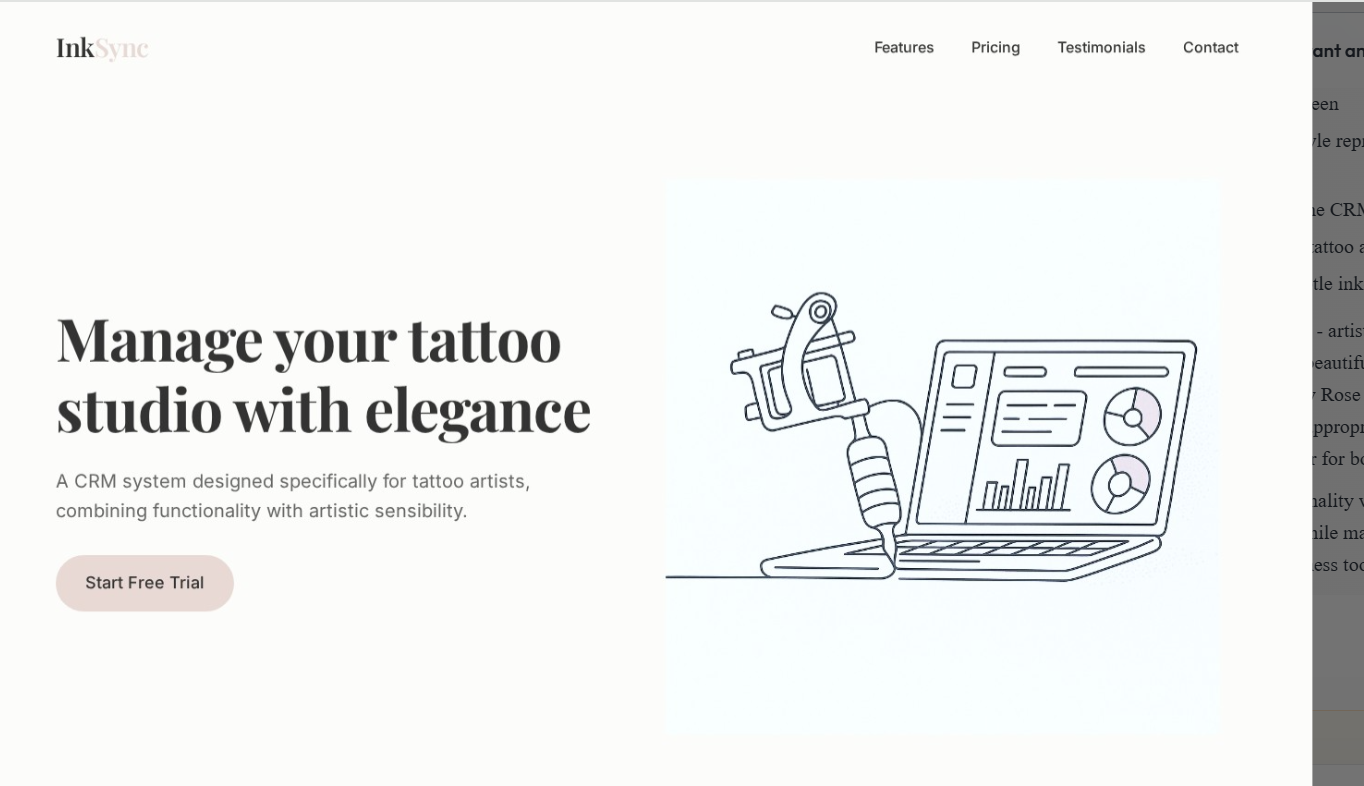 InkSync
Features
Pricing
Testimonials
Contact
Manage your tattoo
studio with elegance
A CRM system designed specifically for tattoo artists,
combining functionality with artistic sensibility.
Start Free Trial
ant an
een
yle repr
ne CRM
tattoo a
tle ink
- artis
beautifu
y Rose
appropr
r for bo
nality v
hile ma
ess too